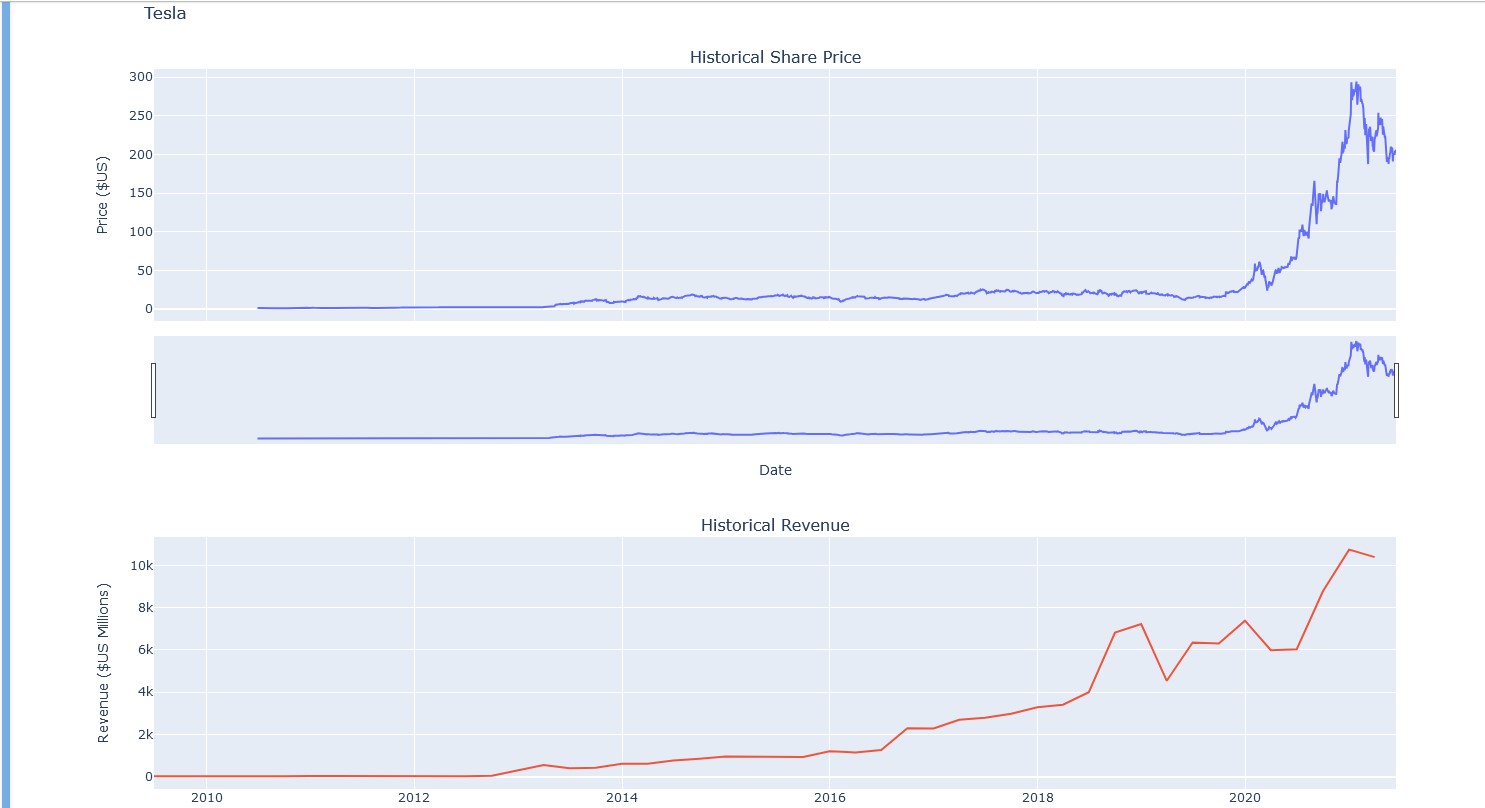 Tesla
Historical Share Price
300
250
200
150
100
50
0
Price ($US)
Date
Historical Revenue
10k
8k
6k
4k
2k
0
Revenue ($US Millions)
2010 2012 2014 2016 2018 2020